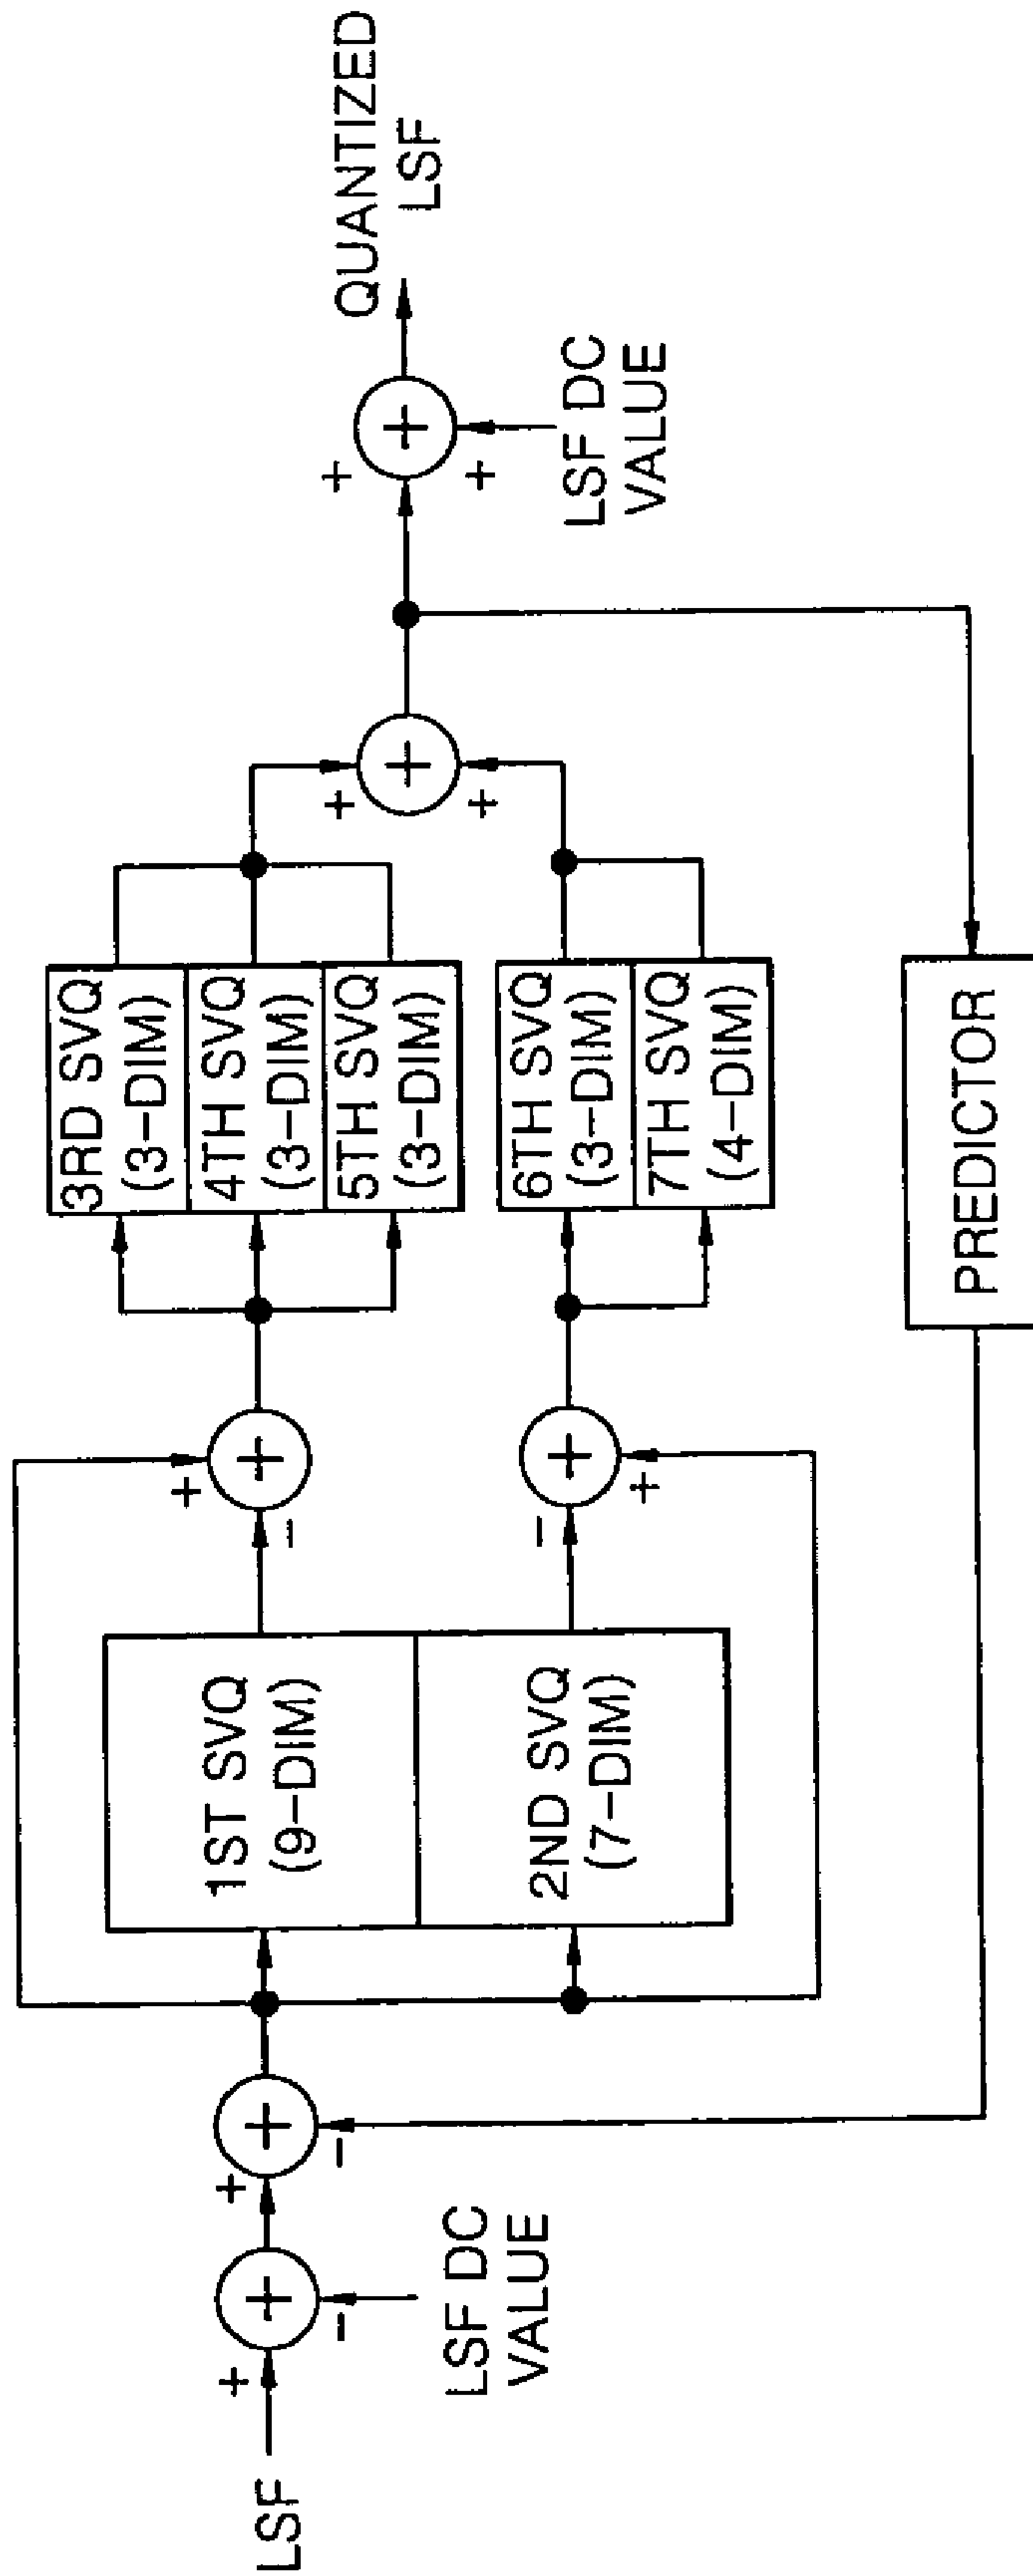 LSF
+
+
-
LSF DC
VALUE
+
+
-
1ST SVQ
(9-DIM)
2ND SVQ
(7-DIM)
+
+
-
+
-
+
3RD SVQ
(3-DIM)
4TH SVQ
(3-DIM)
5TH SVQ
(3-DIM)
6TH SVQ
(3-DIM)
7TH SVQ
(4-DIM)
PREDICTOR
+
+
+
+
+
+
LSF DC
VALUE
QUANTIZED
LSF